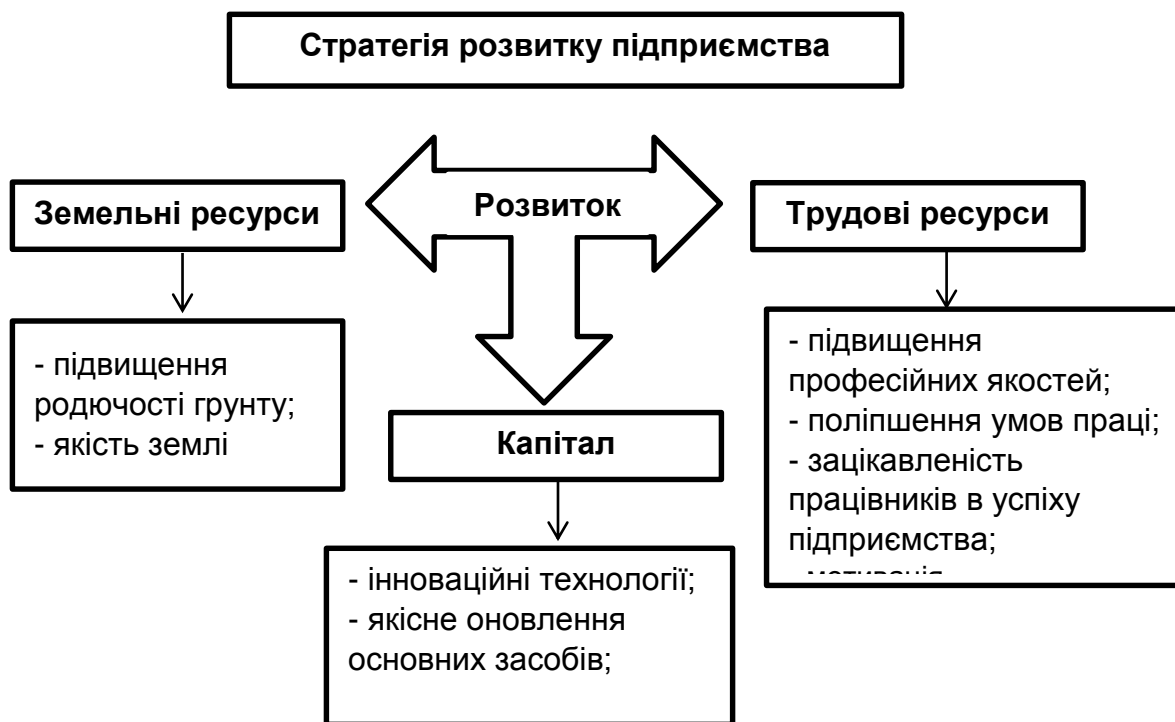 Стратегія розвитку підприємства
Земельні ресурси
Розвиток
Трудові ресурси
- підвищення
родючості грунту;
- якість землі
Капітал
- підвищення
професійних якостей;
- поліпшення умов праці;
- зацікавленість
працівників в успіху
підприємства;
- інноваційні технології;
- якісне оновлення
основних засобів;